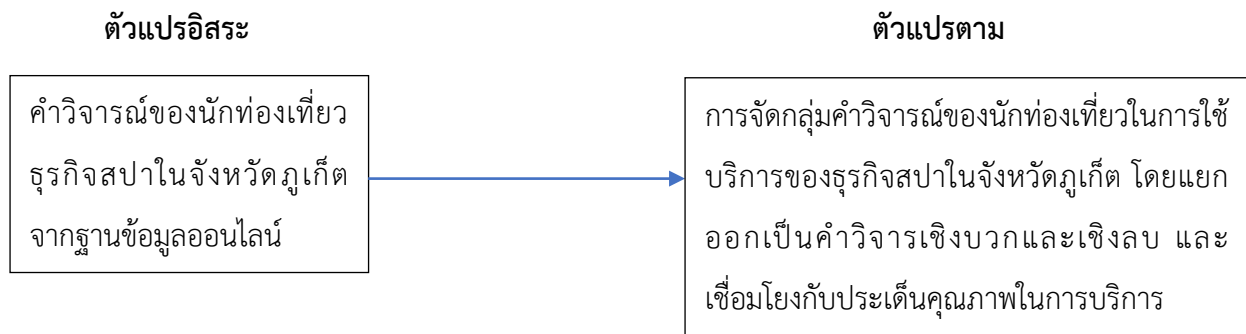 ตัวแปรอิสระ
ตัวแปรตาม
คำวิจารณ์ของนักท่องเที่ยว
ธุรกิจสปาในจังหวัดภูเก็ต
จากฐานข้อมูลออนไลน์
การจัดกลุ่มคำวิจารณ์ของนักท่องเที่ยวในการใช้
บริการของธุรกิจสปาในจังหวัดภูเก็ต โดยแยก
ออกเป็นคำวิจารเชิงบวกและเชิงลบ และ
เชื่อมโยงกับประเด็นคุณภาพในการบริการ